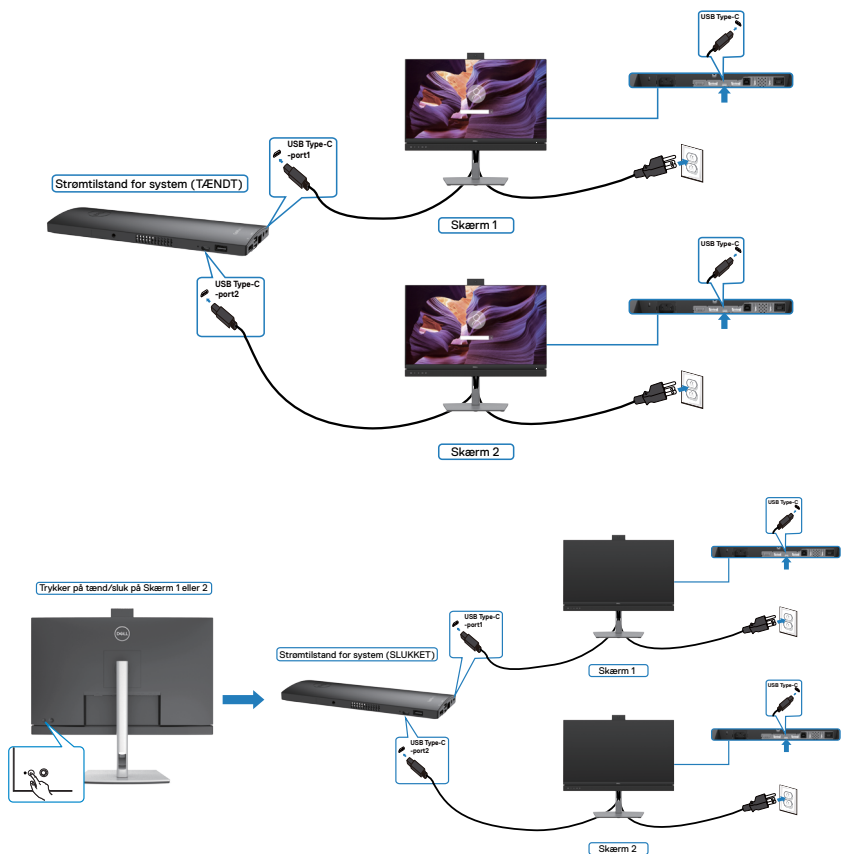 USB Type-C
USB Type-C
-port1
Strømtilstand for system (TÆNDT)
Skærm 1
USB Type-C
USB Type-C
-port2
Skærm 2
USB Type-C
Trykker på tænd/sluk på Skærm 1 eller 2
DELL
USB Type-C
-port1
Strømtilstand for system (SLUKKET)
Skærm 1
USB Type-C
USB Type-C
-port2
Skærm 2